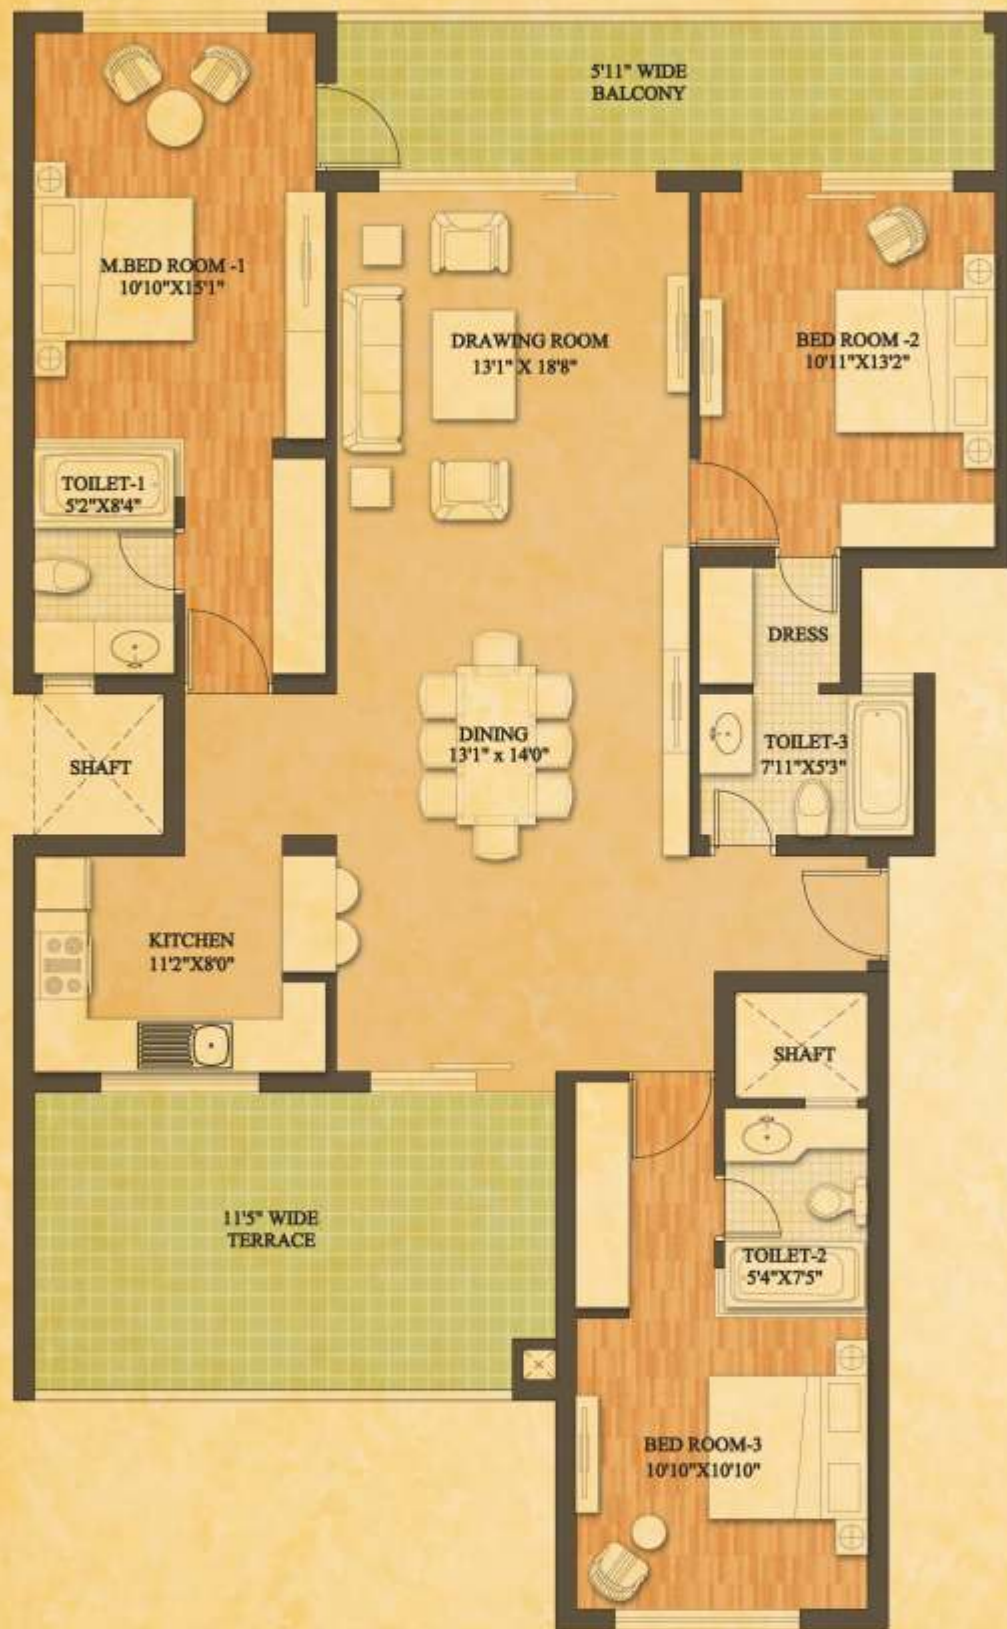 5'11" WIDE
BALCONY
M.BED ROOM -1
10'10"X15'1"
DRAWING ROOM
13'1" X 18'8"
BED ROOM -2
10'11"X13'2"
TOILET-1
5'2"X8'4"
DRESS
DINING
13'1" x 14'0"
TOILET-3
7'11"X5'3"
SHAFT
KITCHEN
11'2"X8'0"
SHAFT
11'5" WIDE
TERRACE
TOILET-2
5'4"X7'5"
BED ROOM-3
10'10"X10'10"